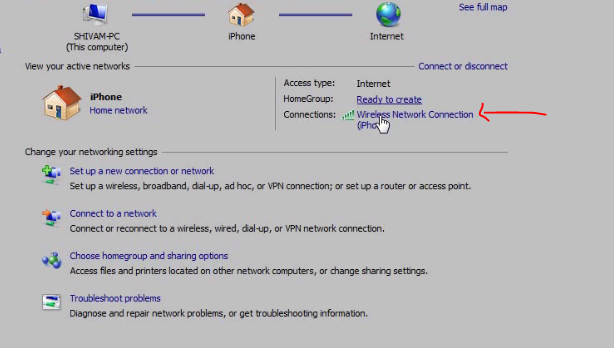 See full map
SHIVAM-PC
(This computer)
iPhone
Internet
View your active networks
Connect or disconnect
iPhone
Home network
Access type: Internet
HomeGroup: Ready to create
Connections: Wireless Network Connection
Change your networking settings
Set up a new connection or network
Set up a wireless, broadband, dial-up, ad hoc, or VPN connection; or set up a router or access point.
Connect to a network
Connect or reconnect to a wireless, wired, dial-up, or VPN network connection.
Choose homegroup and sharing options
Access files and printers located on other network computers, or change sharing settings.
Troubleshoot problems
Diagnose and repair network problems, or get troubleshooting information.